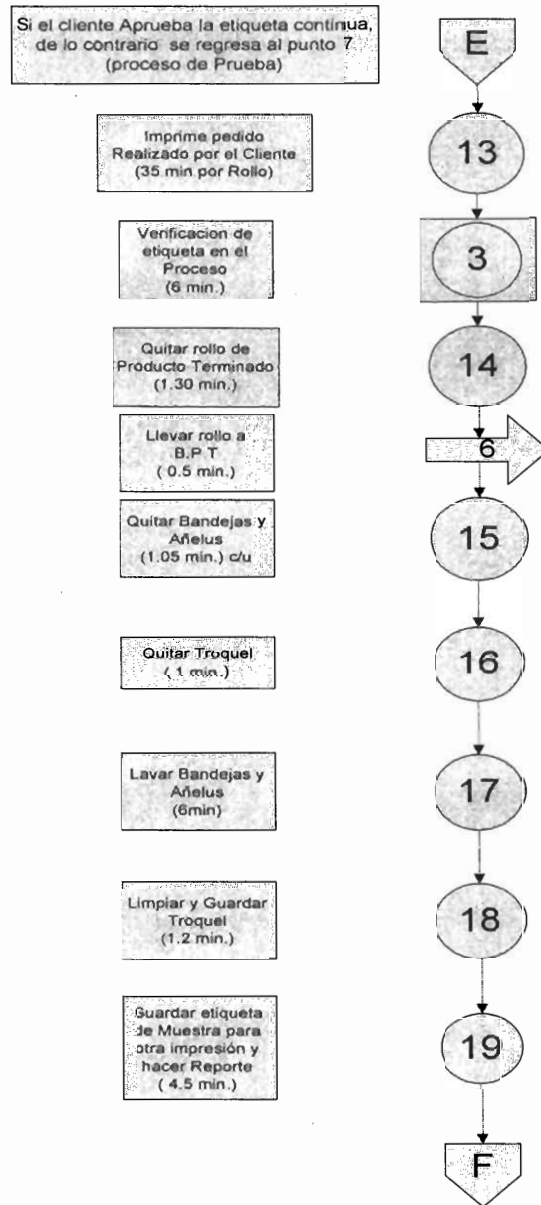 Si el cliente Aprueba la etiqueta continua,
de lo contrario se regresa al punto 7
(proceso de Prueba)
E
Imprime pedido
Realizado por el Cliente
(35 min por Rollo)
13
Verificacion de
etiqueta en el
Proceso
(6 min.)
3
Quitar rollo de
Producto Terminado
(1.30 min.)
14
Llevar rollo a
B.P.T
( 0.5 min.)
6
Quitar Bandejas y
Añelus
(1.05 min.) c/u
15
Quitar Troquel
( 1 min.)
16
Lavar Bandejas y
Añelus
(6min)
17
Limpiar y Guardar
Troquel
(1.2 min.)
18
Guardar etiqueta
de Muestra para
otra impresión y
hacer Reporte
( 4.5 min.)
19
F